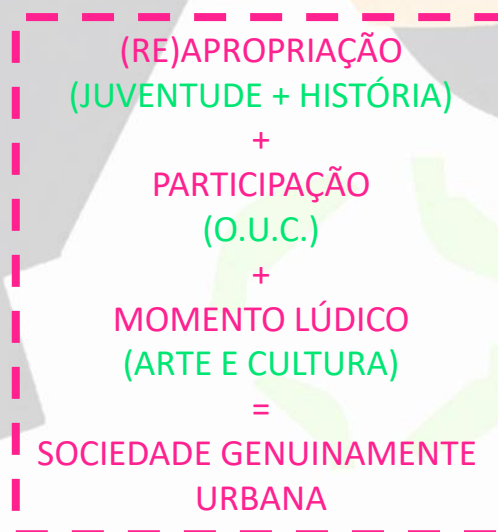 (RE)APROPRIAÇÃO
(JUVENTUDE + HISTÓRIA)
+
PARTICIPAÇÃO
(O.U.C.)
+
MOMENTO LÚDICO
(ARTE E CULTURA)
=
SOCIEDADE GENUINAMENTE
URBANA